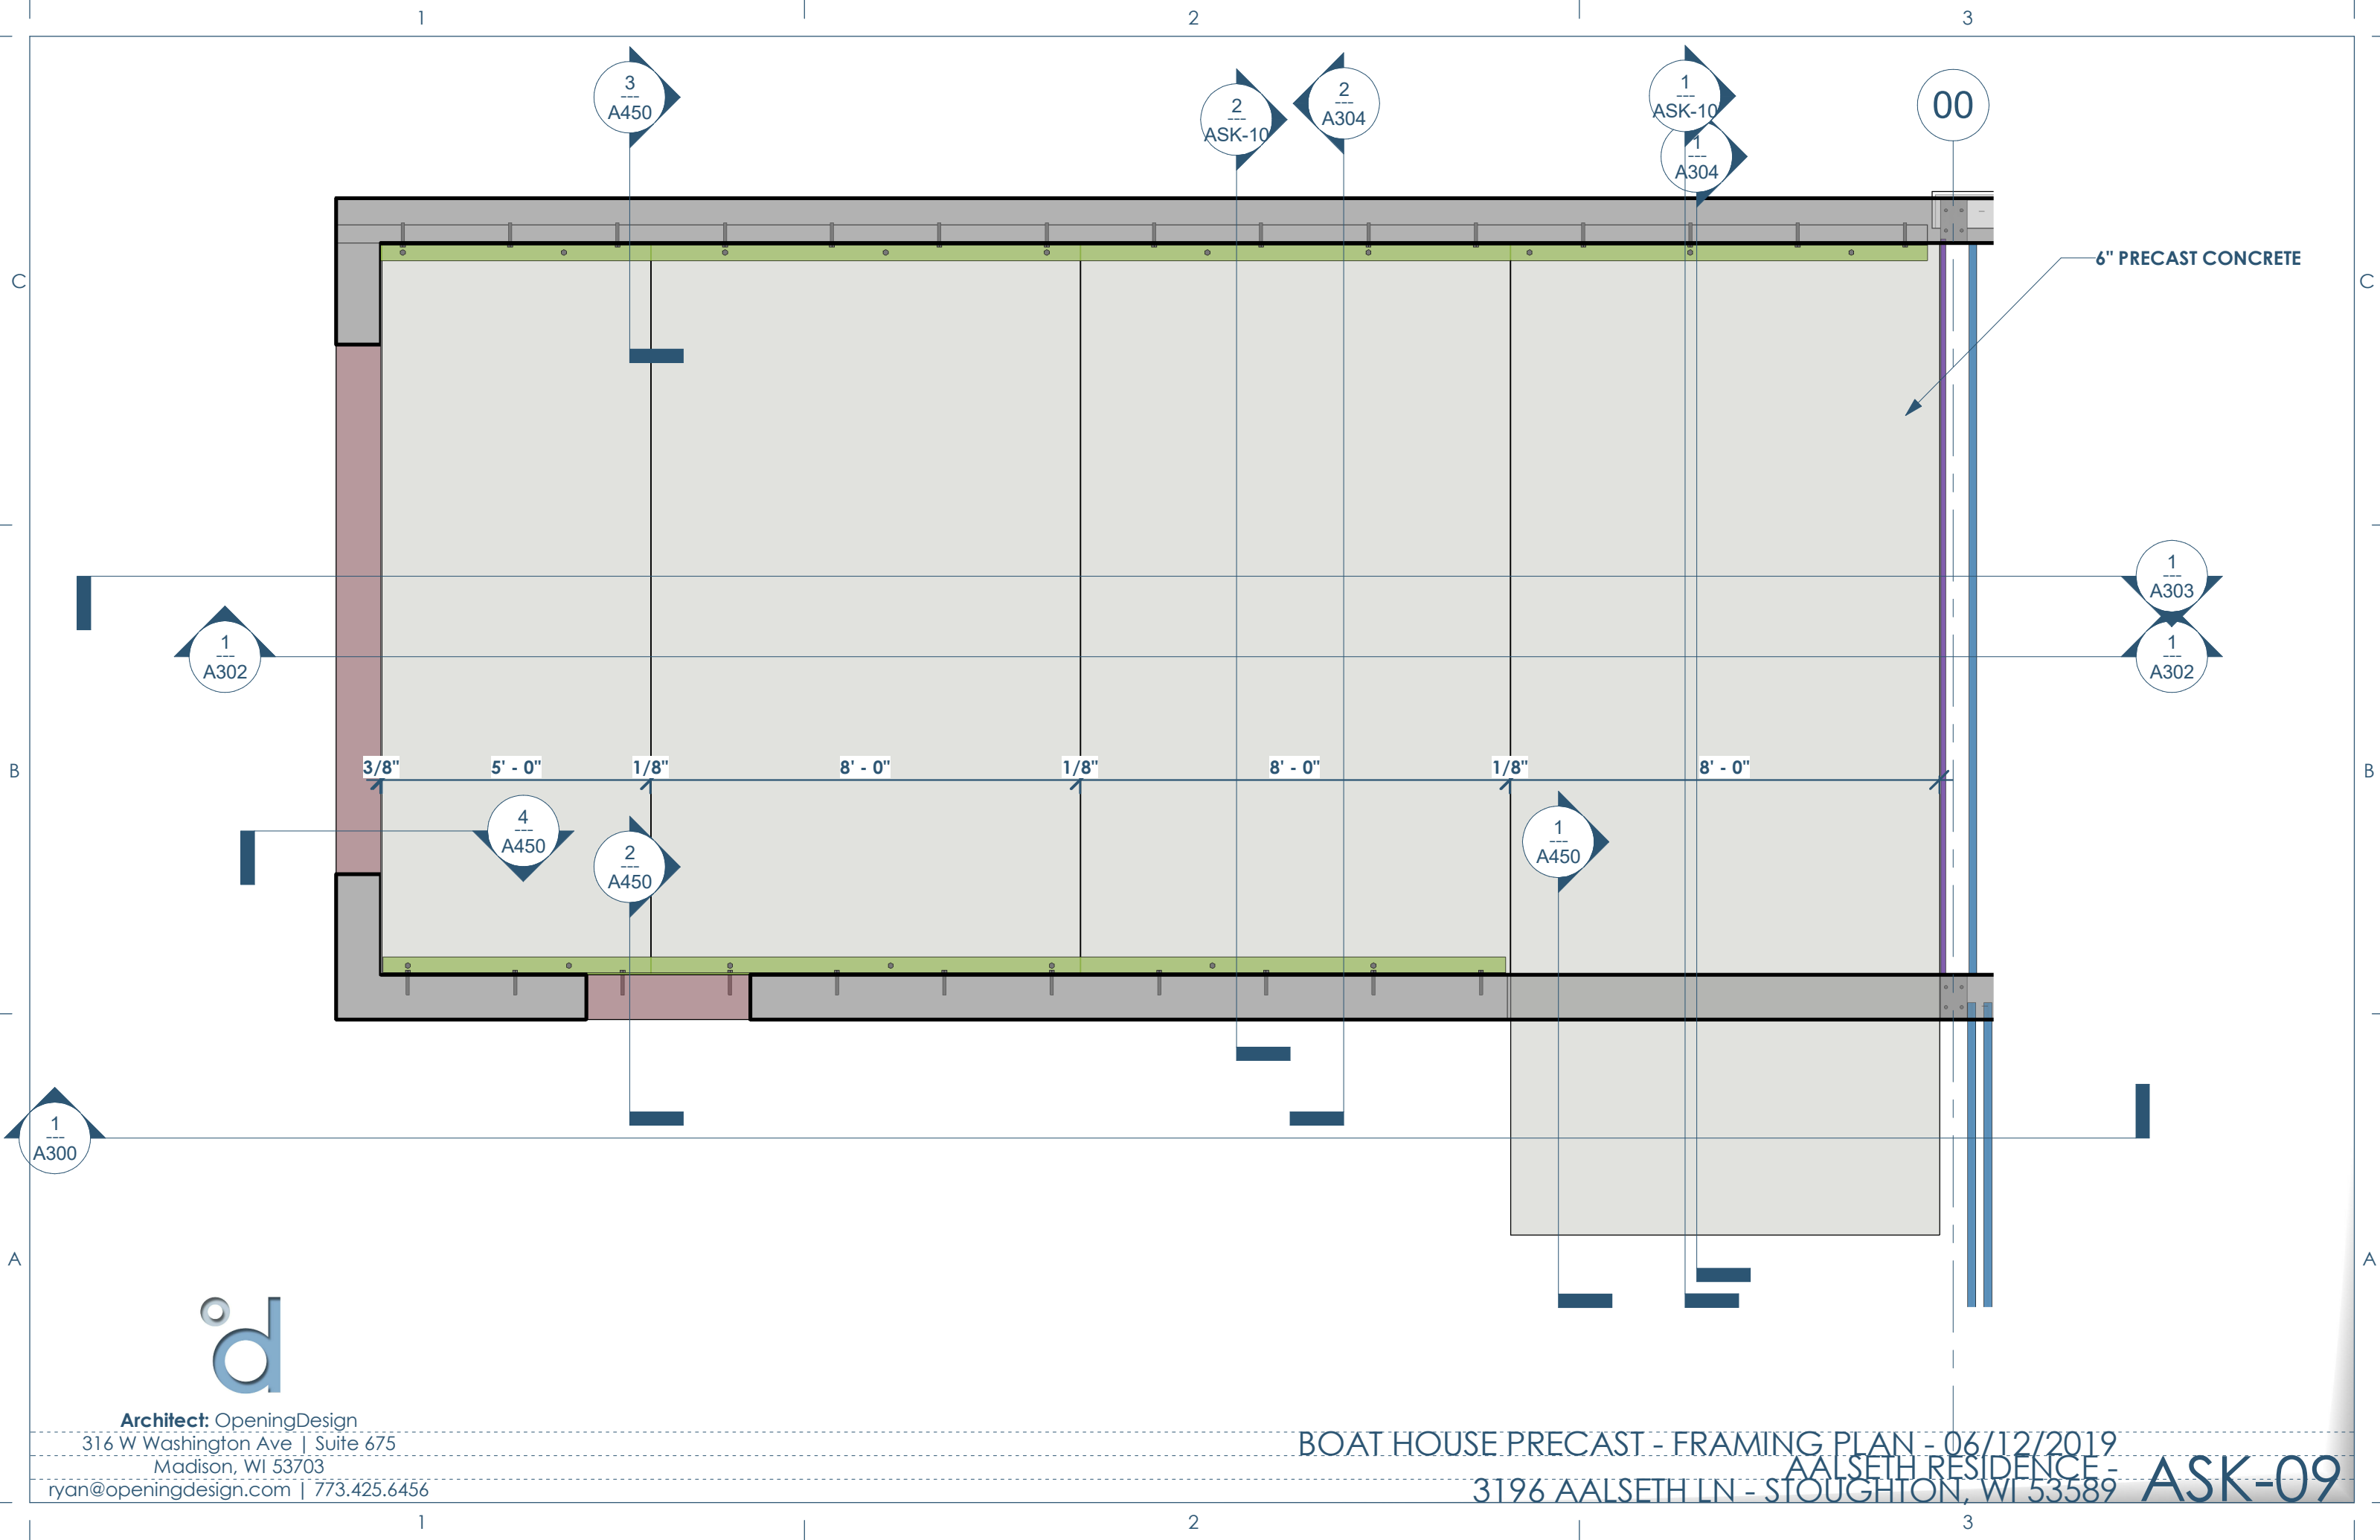 1 2 3
3
---
A450
2
---
ASK-10
2
---
A304
1
---
ASK-10
1
---
A304
00
C C
6" PRECAST CONCRETE
1
---
A303
1
---
A302
1
---
A302
B B
3/8" 5' - 0" 1/8" 8' - 0" 1/8" 8' - 0" 1/8" 8' - 0"
4
---
A450
2
---
A450
1
---
A450
1
---
A300
A A
d
Architect: OpeningDesign
316 W Washington Ave | Suite 675
Madison, WI 53703
ryan@openingdesign.com | 773.425.6456
BOAT HOUSE PRECAST - FRAMING PLAN - 06/12/2019
AALSETH RESIDENCE -
3196 AALSETH LN - STOUGHTON, WI 53589
ASK-09
1 2 3